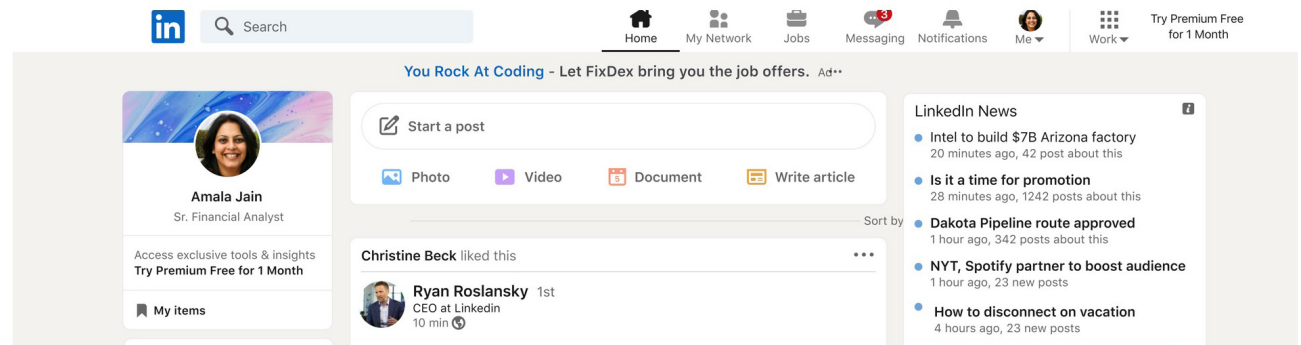 in
Search
Home
My Network
Jobs
3
Messaging
Notifications
Me
Work
Try Premium Free
for 1 Month
You Rock At Coding - Let FixDex bring you the job offers. Ad
Amala Jain
Sr. Financial Analyst
Access exclusive tools & insights
Try Premium Free for 1 Month
My items
Start a post
Photo
Video
S
Document
Write article
Sort by
Christine Beck liked this
Ryan Roslansky 1st
CEO at Linkedin
10 min
LinkedIn News
i
Intel to build $7B Arizona factory
20 minutes ago, 42 post about this
Is it a time for promotion
28 minutes ago, 1242 posts about this
Dakota Pipeline route approved
1 hour ago, 342 posts about this
NYT, Spotify partner to boost audience
1 hour ago, 23 new posts
How to disconnect on vacation
4 hours ago, 23 new posts